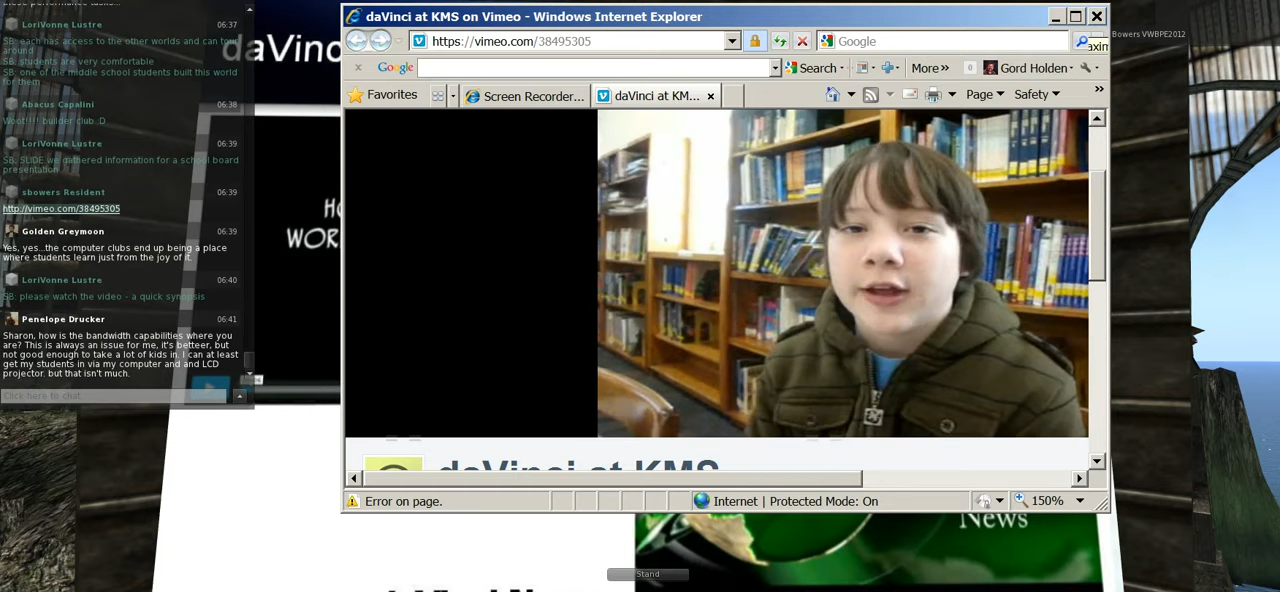 these performance tasks...
LoriVonne Lustre 06:37
SB: each has access to the other worlds and can tour
around
SB: students are very comfortable
SB: one of the middle school students built this world
for them
Abacus Capalini 06:38
Woot!!!! builder club :D
LoriVonne Lustre 06:39
SB: SLIDE we gathered information for a school board
presentation
sbowers Resident 06:39
http://vimeo.com/38495305
Golden Greymoon 06:39
Yes, yes...the computer clubs end up being a place
where students learn just from the joy of it.
LoriVonne Lustre 06:40
SB: please watch the video - a quick synopsis
Penelope Drucker 06:41
Sharon, how is the bandwidth capabilities where you
are? This is always an issue for me, it's betteer, but
not good enough to take a lot of kids in. I can at least
get my students in via my computer and and LCD
projector. but that isn't much.
Click here to chat
daVinc
WOR
daVinci at KMS on Vimeo - Windows Internet Explorer
https://vimeo.com/38495305
Google
Bowers VWBPE2012
Google Search More» 0 Gord Holden
Favorites Screen Recorder... daVinci at KM... x Page Safety »
daVinci at KMS
Error on page. Internet | Protected Mode: On 150%
News
Stand